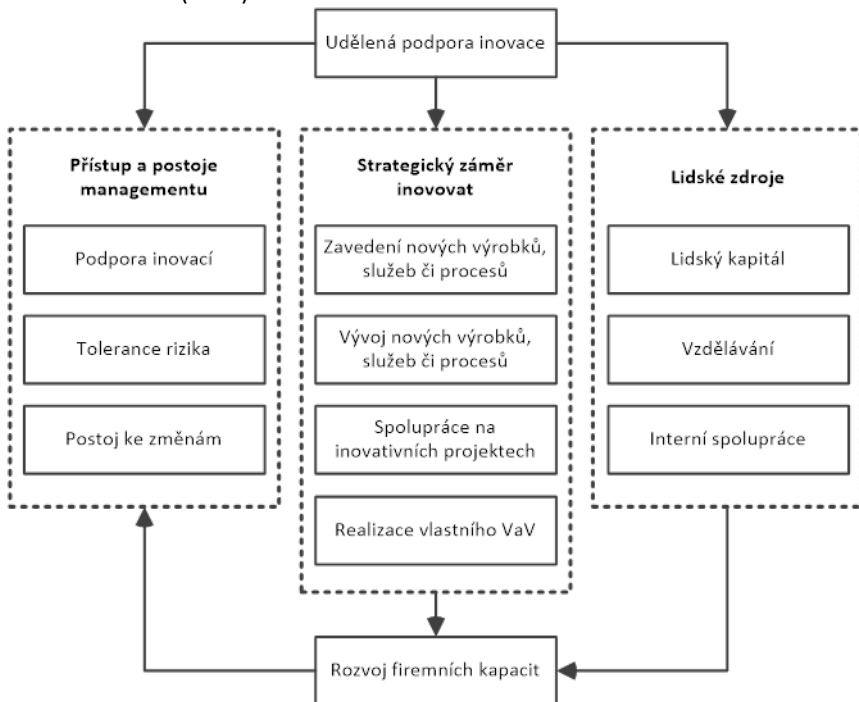 Udělená podpora inovace
Přístup a postoje
managementu
Podpora inovací
Tolerance rizika
Postoj ke změnám
Strategický záměr
inovovat
Zavedení nových výrobků,
služeb či procesů
Vývoj nových výrobků,
služeb či procesů
Spolupráce na
inovativních projektech
Realizace vlastního VaV
Lidské zdroje
Lidský kapitál
Vzdělávání
Interní spolupráce
Rozvoj firemních kapacit